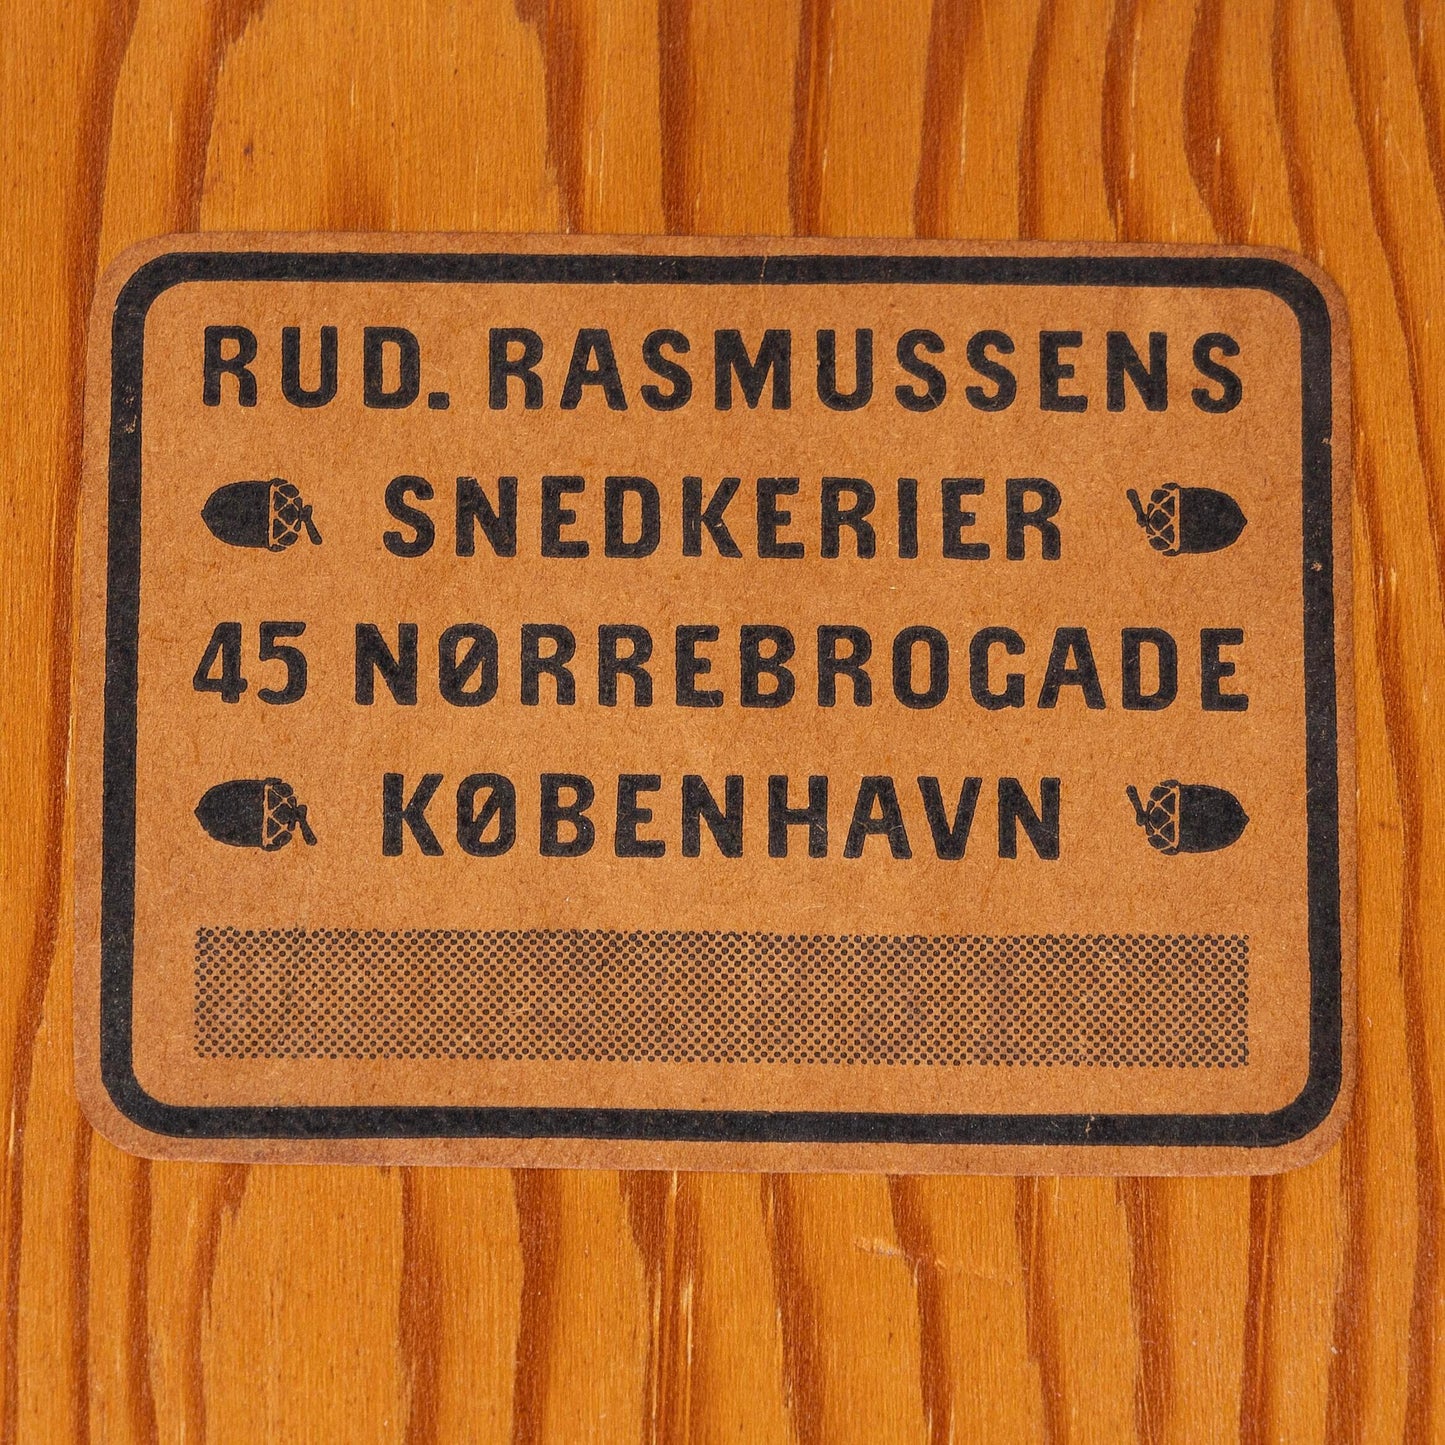 RUD. RASMUSSENS
SNEDKERIER
45 NØRREBROGADE
KØBENHAVN